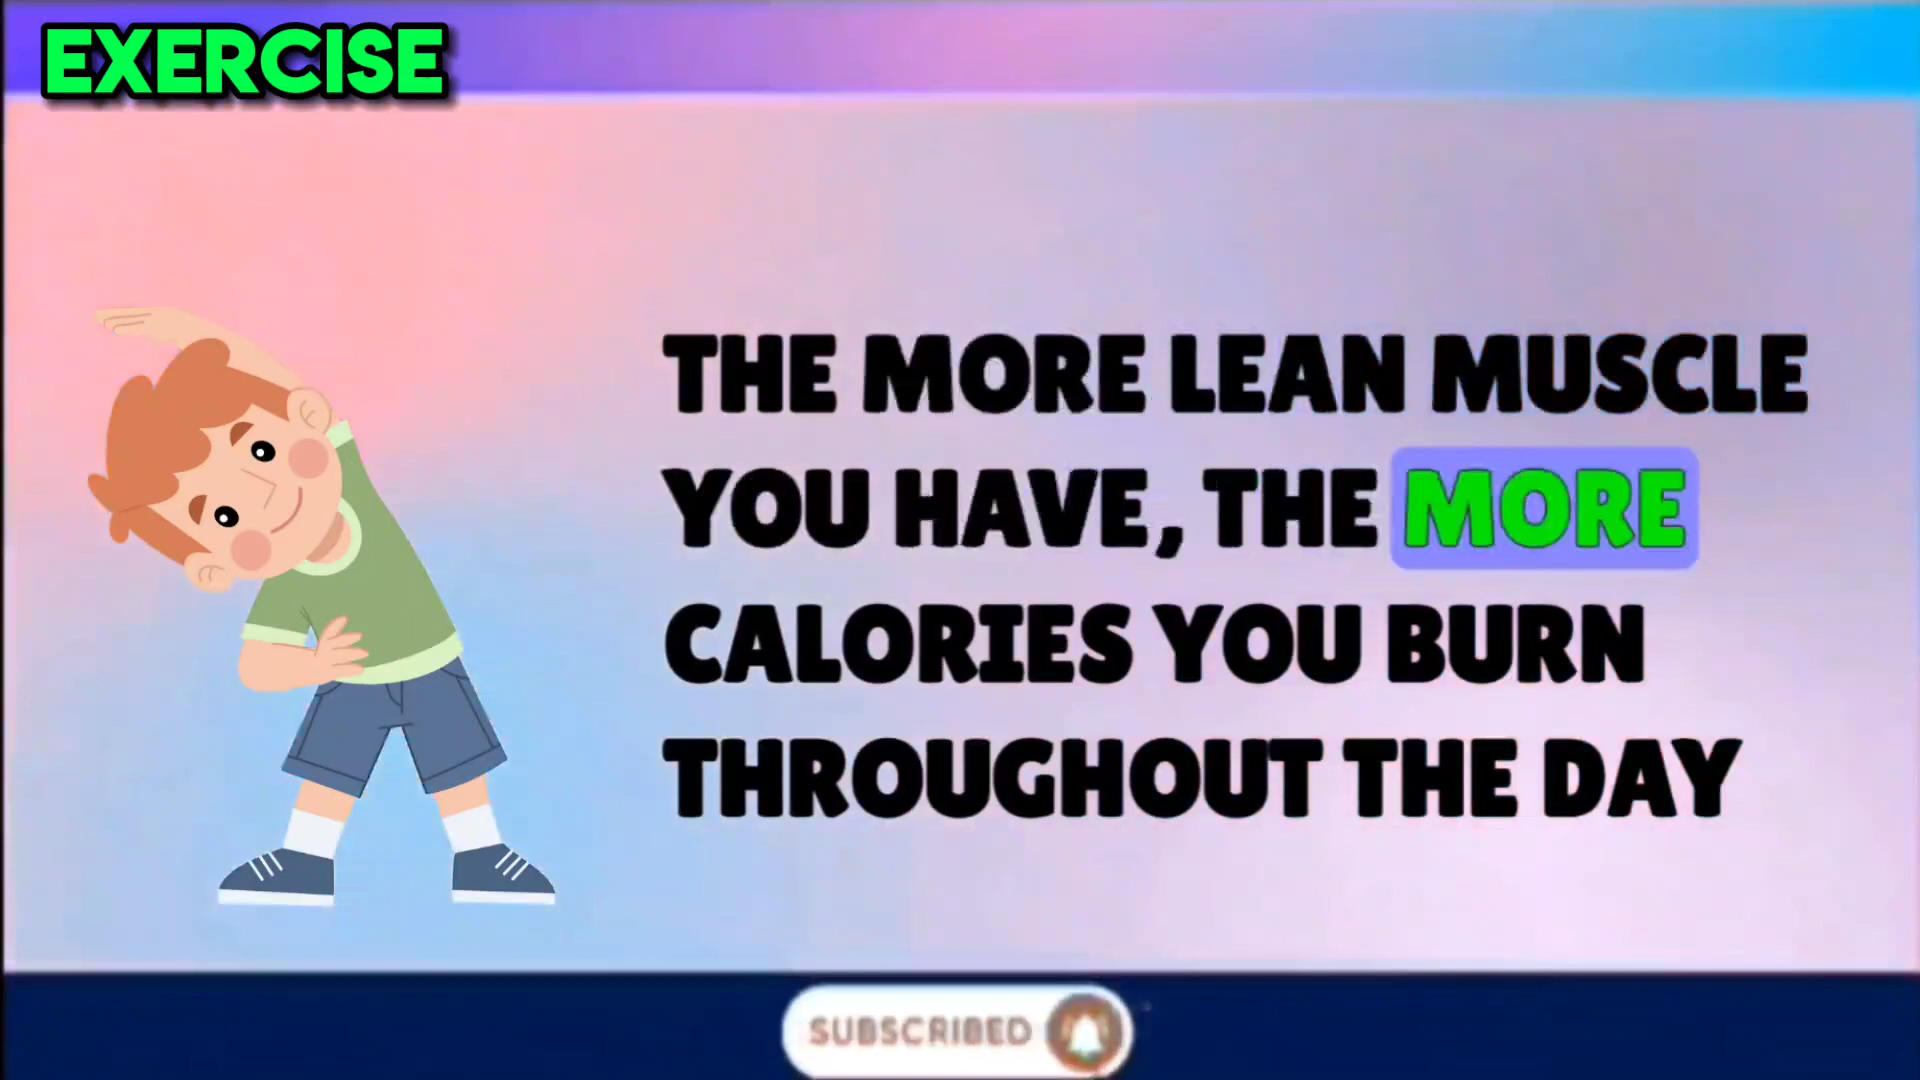 EXERCISE
THE MORE LEAN MUSCLE
YOU HAVE, THE MORE
CALORIES YOU BURN
THROUGHOUT THE DAY
SUBSCRIBED